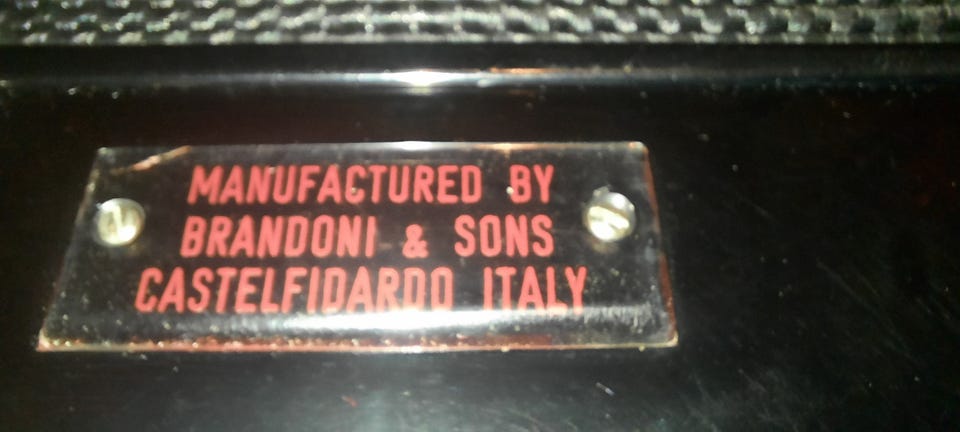 MANUFACTURED BY
BRANDONI & SONS
CASTELFIDARDO ITALY